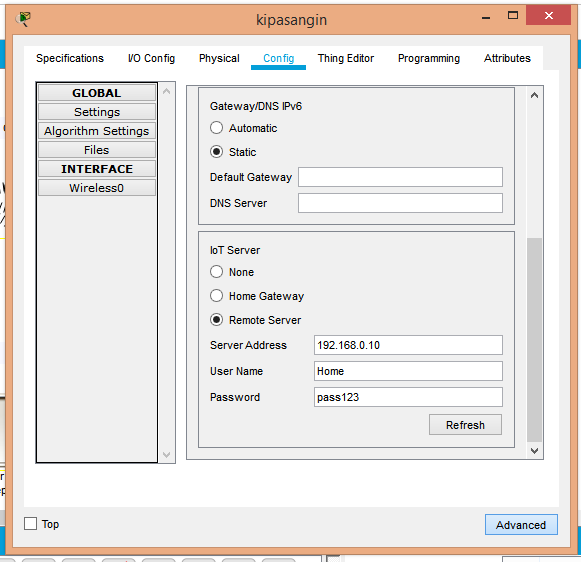 kipasangin
Specifications I/O Config Physical Config Thing Editor Programming Attributes
GLOBAL
Settings
Algorithm Settings
Files
INTERFACE
Wireless0
Gateway/DNS IPv6
Automatic
Static
Default Gateway
DNS Server
IoT Server
None
Home Gateway
Remote Server
Server Address 192.168.0.10
User Name Home
Password pass123
Refresh
Top
Advanced